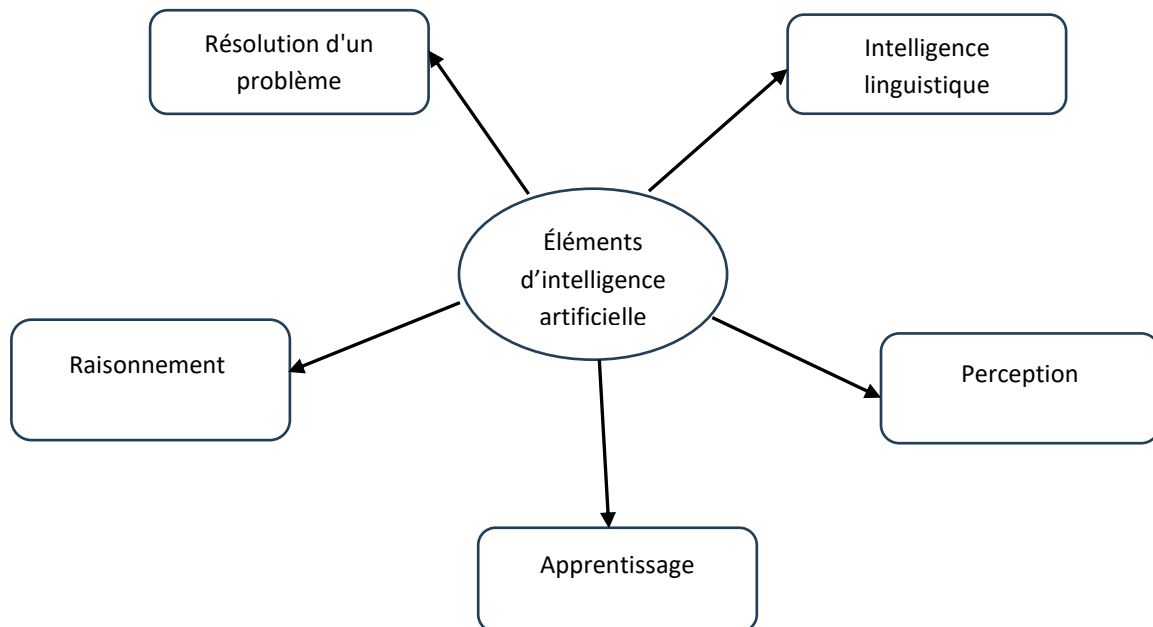 Résolution d'un
problème
Intelligence
linguistique
Éléments
d’intelligence
artificielle
Raisonnement
Perception
Apprentissage